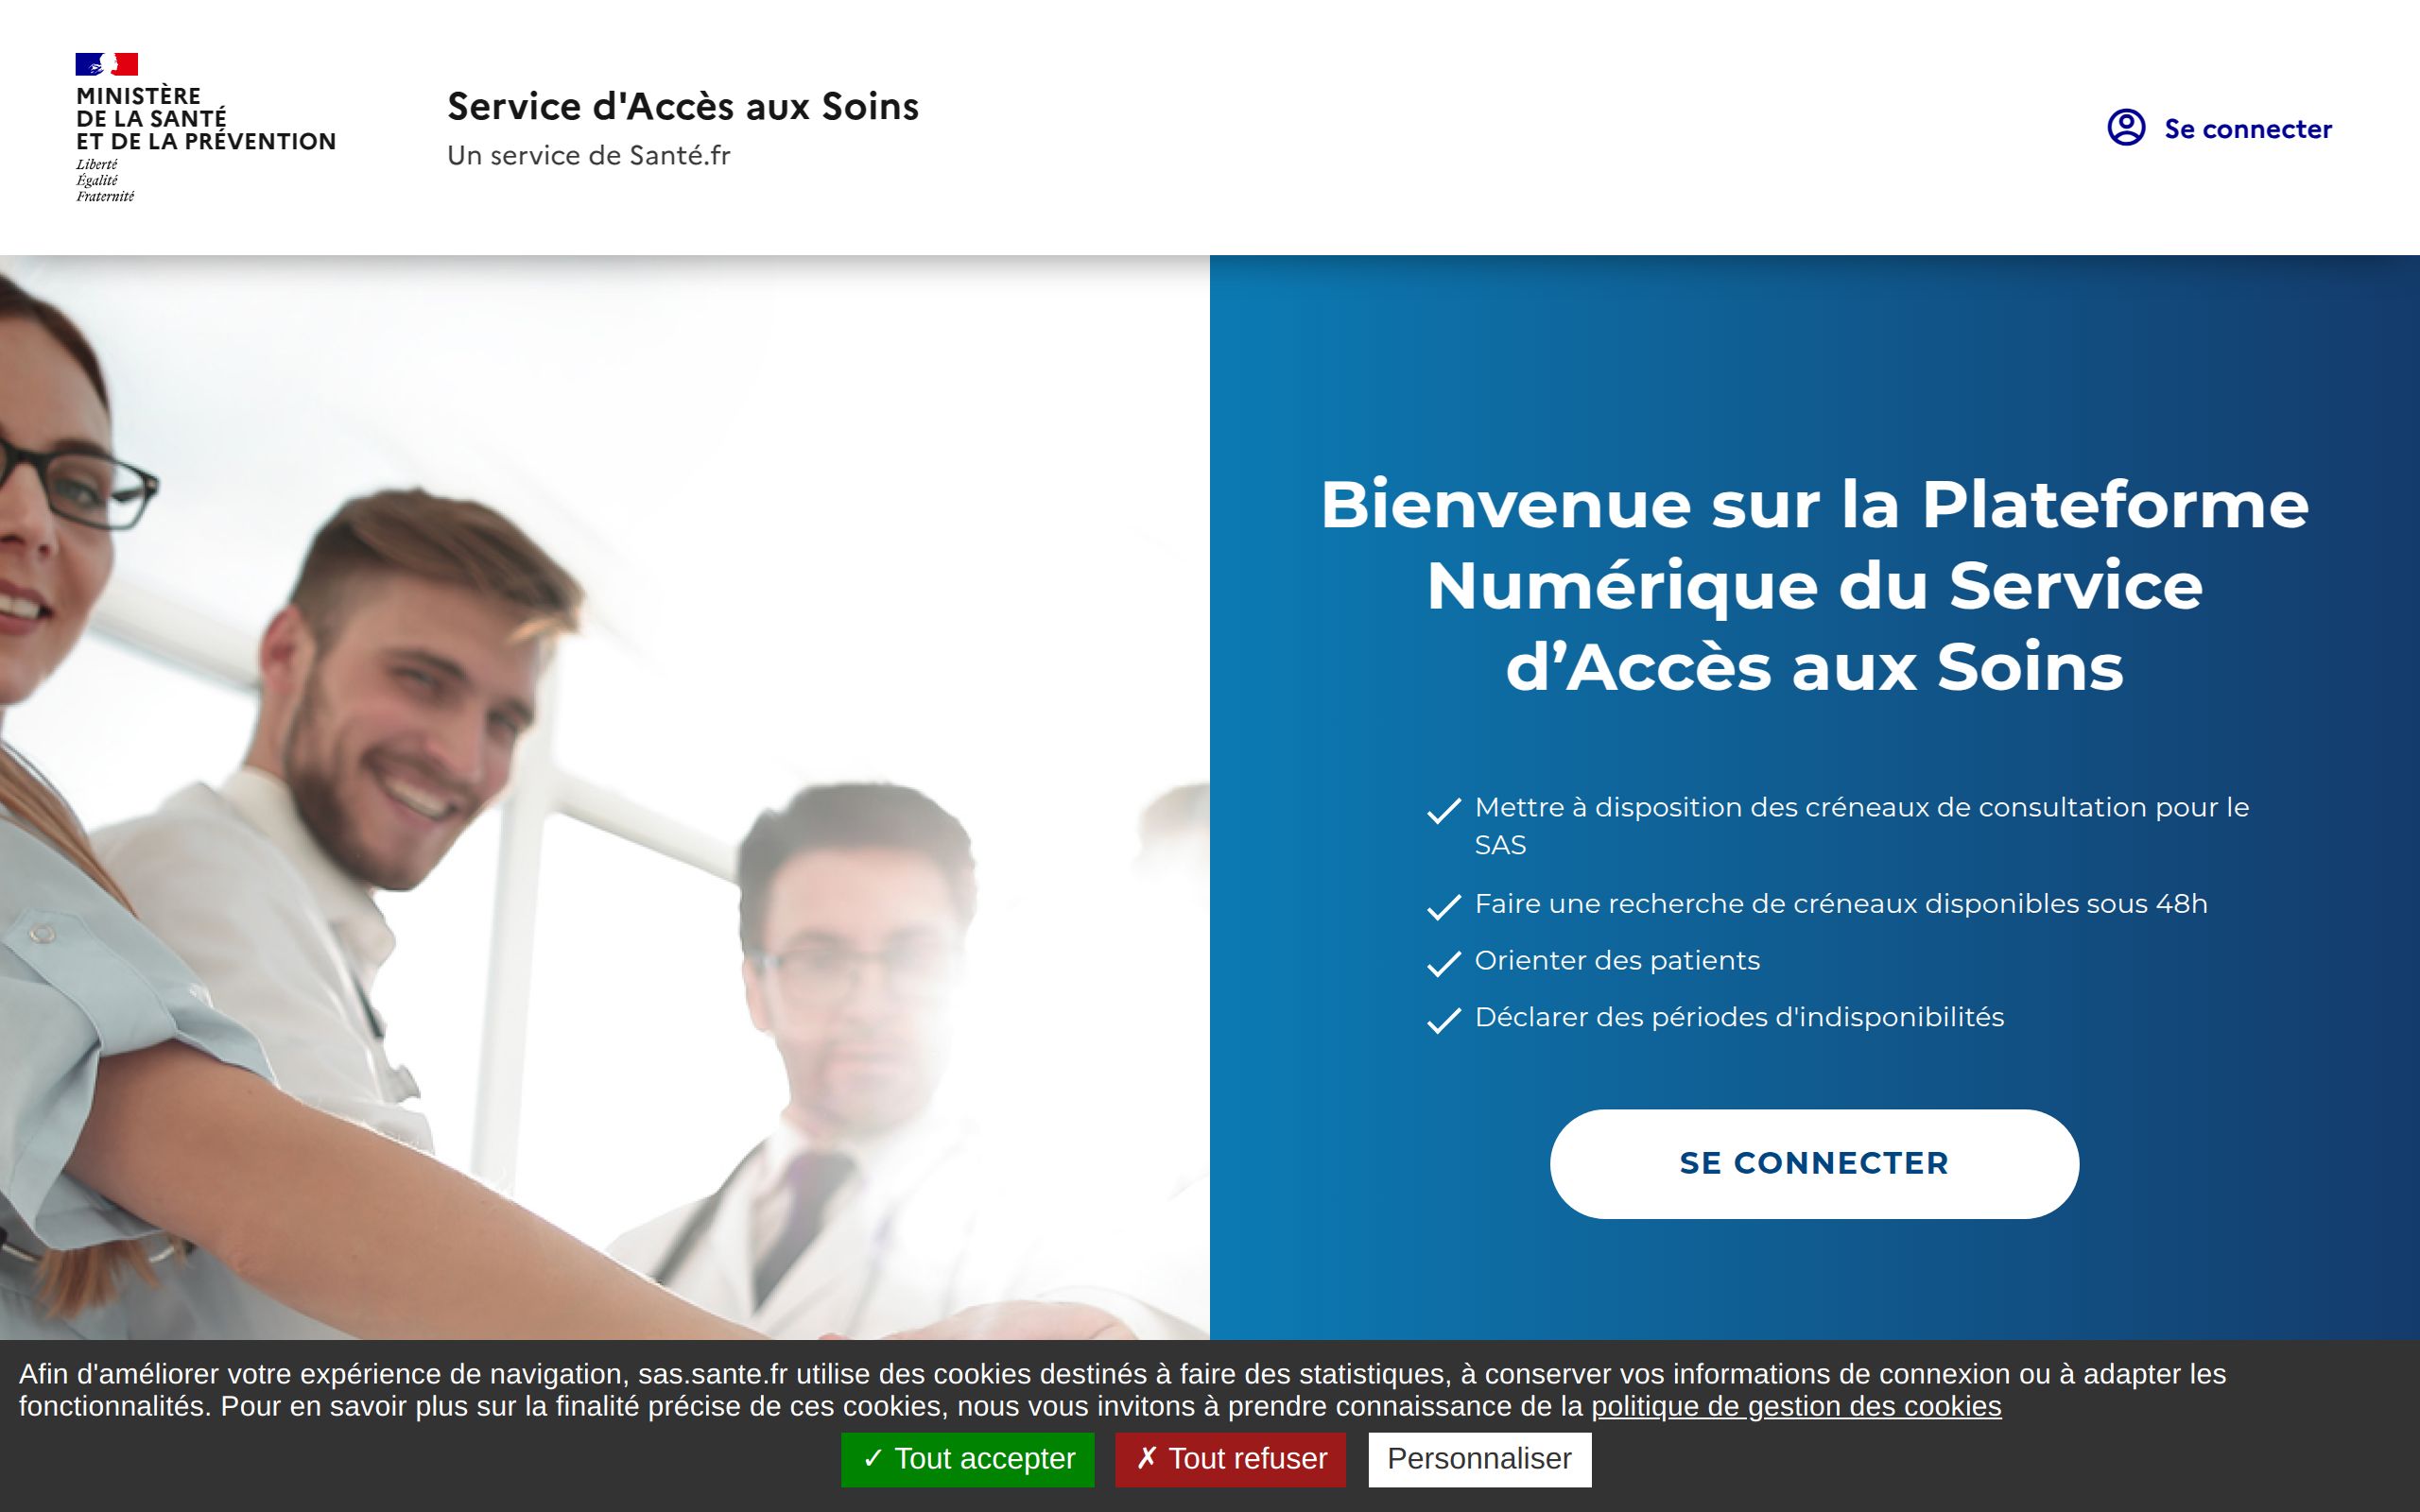 MINISTÈRE
DE LA SANTÉ
ET DE LA PRÉVENTION
Liberté
Égalité
Fraternité
Service d'Accès aux Soins
Un service de Santé.fr
Se connecter
Bienvenue sur la Plateforme
Numérique du Service
d’Accès aux Soins
Mettre à disposition des créneaux de consultation pour le
SAS
Faire une recherche de créneaux disponibles sous 48h
Orienter des patients
Déclarer des périodes d'indisponibilités
SE CONNECTER
Afin d'améliorer votre expérience de navigation, sas.sante.fr utilise des cookies destinés à faire des statistiques, à conserver vos informations de connexion ou à adapter les
fonctionnalités. Pour en savoir plus sur la finalité précise de ces cookies, nous vous invitons à prendre connaissance de la politique de gestion des cookies
✓ Tout accepter
✗ Tout refuser
Personnaliser